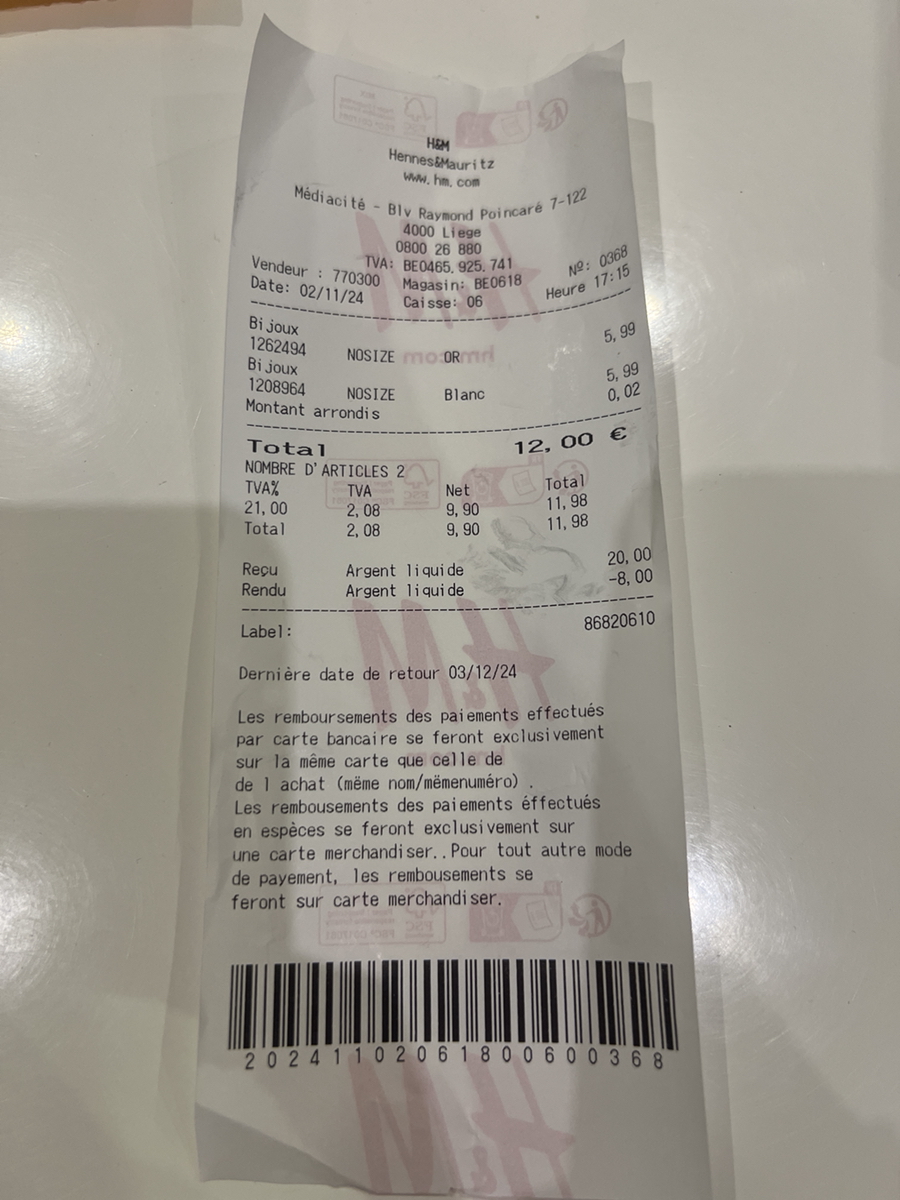 H&M
Hennes&Mauritz
www.hm.com
Médiacité - Blv Raymond Poincaré 7-122
4000 Liege
0800 26 880
TVA: BE0465.925.741
Vendeur : 770300 Magasin: BE0618 Nº: 0368
Date: 02/11/24 Caisse: 06 Heure 17:15
Bijoux 5,99
1262494 NOSIZE OR
Bijoux 5,99
1208964 NOSIZE Blanc
Montant arrondis 0,02
Total 12,00 €
NOMBRE D'ARTICLES 2
TVA% TVA Net Total
21,00 2,08 9,90 11,98
Total 2,08 9,90 11,98
Reçu Argent liquide 20,00
Rendu Argent liquide -8,00
Label: 86820610
Dernière date de retour 03/12/24
Les remboursements des paiements effectués
par carte bancaire se feront exclusivement
sur la même carte que celle de
de l achat (mëme nom/mëmenuméro) .
Les rembousements des paiements éffectués
en espèces se feront exclusivement sur
une carte merchandiser..Pour tout autre mode
de payement, les rembousements se
feront sur carte merchandiser.
20241102061800600368